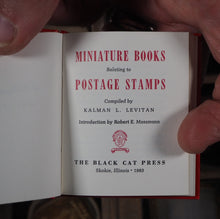 MINIATURE BOOKS
Relating to
POSTAGE STAMPS
Compiled by
KALMAN L. LEVITAN
Introduction by Robert E. Massmann
THE BLACK CAT PRESS
Skokie, Illinois • 1983